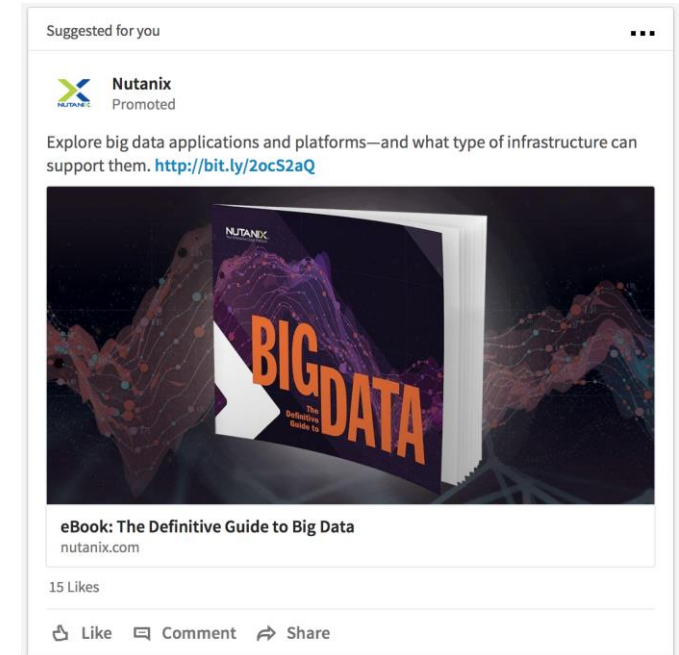 Suggested for you
NUTANIX
Nutanix
Promoted
Explore big data applications and platforms—and what type of infrastructure can
support them. http://bit.ly/2ocS2aQ
NUTANIX
BIG
The
Definitive
Guide to
DATA
eBook: The Definitive Guide to Big Data
nutanix.com
15 Likes
Like Comment Share